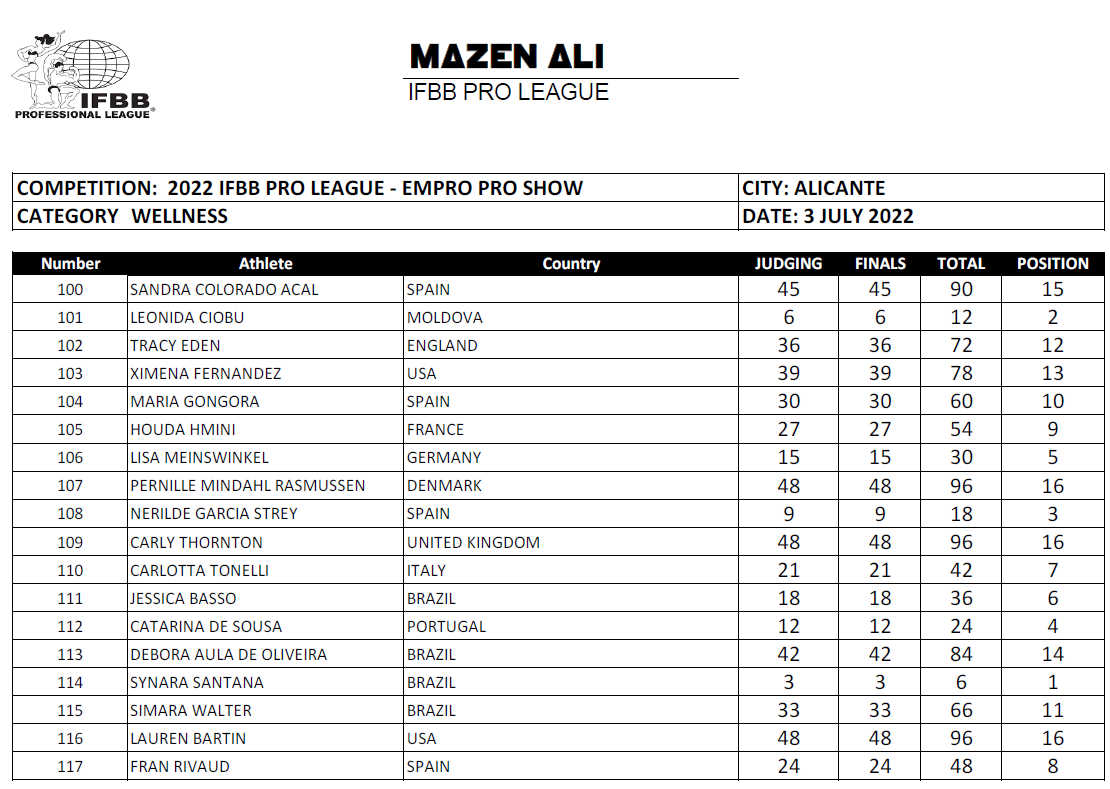 IFBB
PROFESSIONAL LEAGUE®
MAZEN ALI
IFBB PRO LEAGUE
COMPETITION: 2022 IFBB PRO LEAGUE - EMPRO PRO SHOW CITY: ALICANTE
CATEGORY WELLNESS DATE: 3 JULY 2022
Number Athlete Country JUDGING FINALS TOTAL POSITION
100 SANDRA COLORADO ACAL SPAIN 45 45 90 15
101 LEONIDA CIOBU MOLDOVA 6 6 12 2
102 TRACY EDEN ENGLAND 36 36 72 12
103 XIMENA FERNANDEZ USA 39 39 78 13
104 MARIA GONGORA SPAIN 30 30 60 10
105 HOUDA HMINI FRANCE 27 27 54 9
106 LISA MEINSWINKEL GERMANY 15 15 30 5
107 PERNILLE MINDAHL RASMUSSEN DENMARK 48 48 96 16
108 NERILDE GARCIA STREY SPAIN 9 9 18 3
109 CARLY THORNTON UNITED KINGDOM 48 48 96 16
110 CARLOTTA TONELLI ITALY 21 21 42 7
111 JESSICA BASSO BRAZIL 18 18 36 6
112 CATARINA DE SOUSA PORTUGAL 12 12 24 4
113 DEBORA AULA DE OLIVEIRA BRAZIL 42 42 84 14
114 SYNARA SANTANA BRAZIL 3 3 6 1
115 SIMARA WALTER BRAZIL 33 33 66 11
116 LAUREN BARTIN USA 48 48 96 16
117 FRAN RIVAUD SPAIN 24 24 48 8